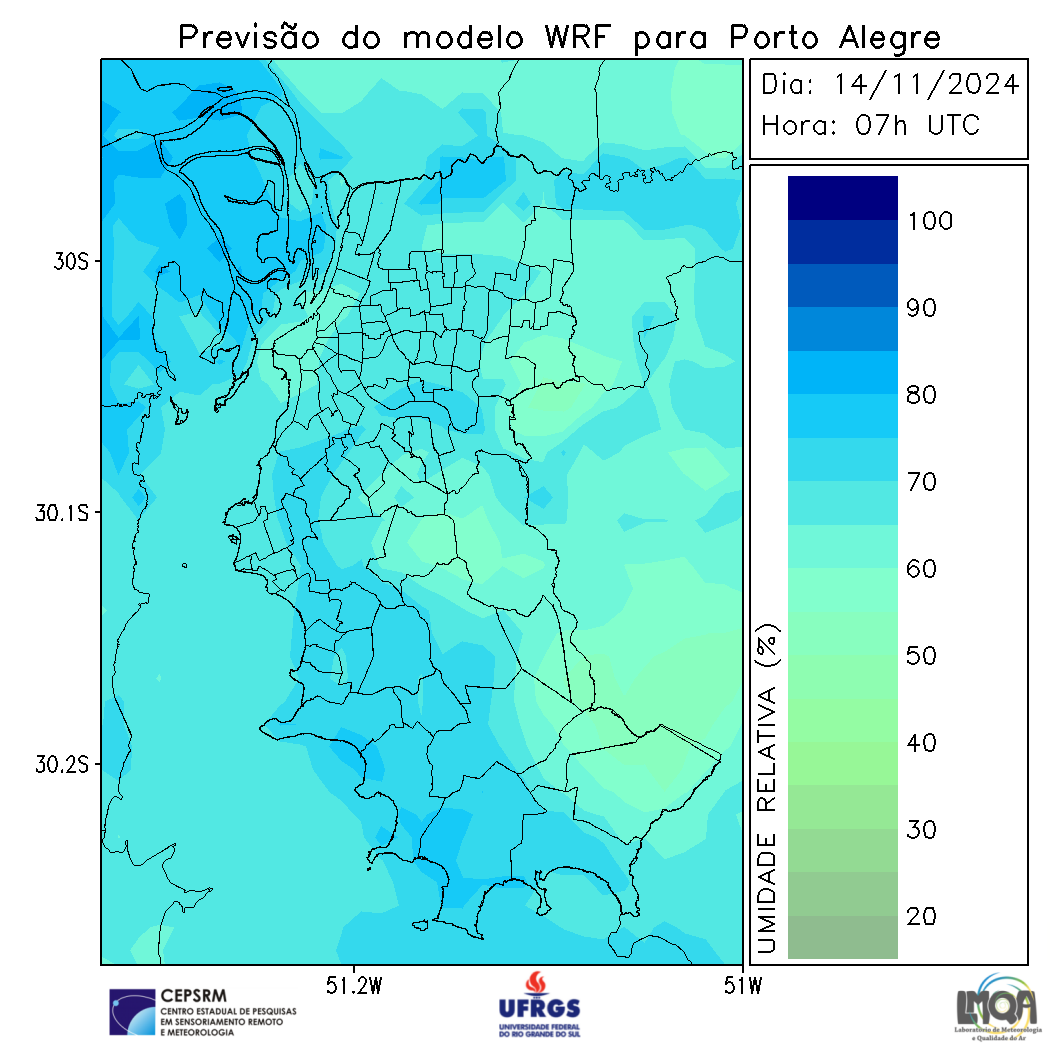 Previsão do modelo WRF para Porto Alegre
Dia: 14/11/2024
Hora: 07h UTC
100
90
80
70
60
50
40
30
20
UMIDADE RELATIVA (%)
30S
30.1S
30.2S
51.2W
51W
CEPSRM
CENTRO ESTADUAL DE PESQUISAS
EM SENSORIAMENTO REMOTO
E METEOROLOGIA
UFRGS
UNIVERSIDADE FEDERAL
DO RIO GRANDE DO SUL
LMQA
Laboratório de Meteorologia
e Qualidade do Ar